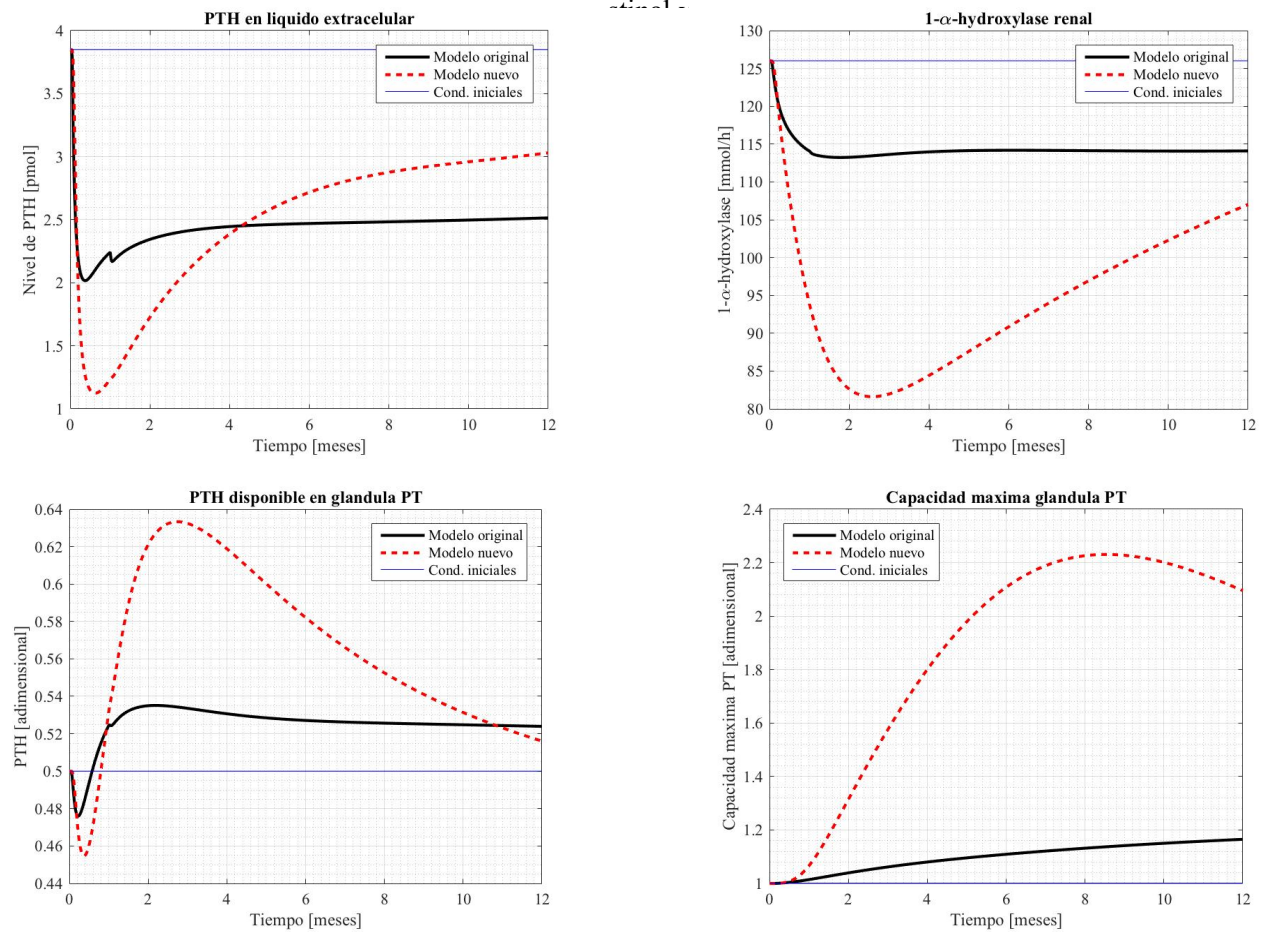 PTH en liquido extracelular
4
3.5
3
2.5
2
1.5
1
Nivel de PTH [pmol]
Modelo original
Modelo nuevo
Cond. iniciales
0 2 4 6 8 10 12
Tiempo [meses]
1-α-hydroxylase renal
130
125
120
115
110
105
100
95
90
85
80
1-α-hydroxylase [mmol/h]
Modelo original
Modelo nuevo
Cond. iniciales
0 2 4 6 8 10 12
Tiempo [meses]
PTH disponible en glandula PT
0.64
0.62
0.6
0.58
0.56
0.54
0.52
0.5
0.48
0.46
0.44
PTH [adimensional]
Modelo original
Modelo nuevo
Cond. iniciales
0 2 4 6 8 10 12
Tiempo [meses]
Capacidad maxima glandula PT
2.4
2.2
2
1.8
1.6
1.4
1.2
1
Capacidad maxima PT [adimensional]
Modelo original
Modelo nuevo
Cond. iniciales
0 2 4 6 8 10 12
Tiempo [meses]